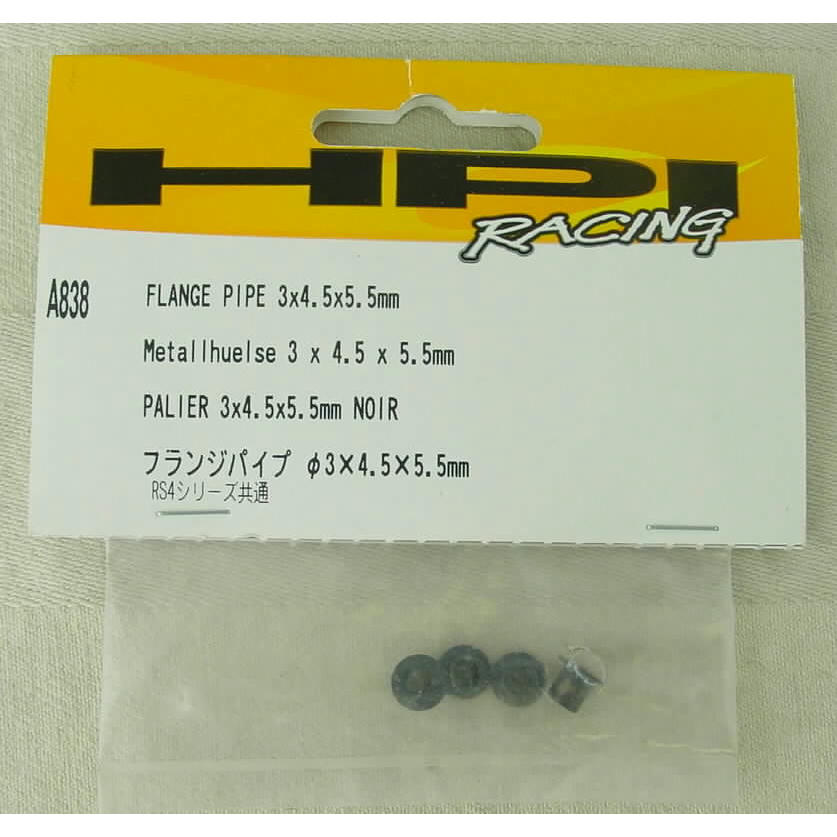 HPI
RACING
A838
FLANGE PIPE 3x4.5x5.5mm
Metallhuelse 3 x 4.5 x 5.5mm
PALIER 3x4.5x5.5mm NOIR
フランジパイプ φ3×4.5×5.5mm
RS4シリーズ共通